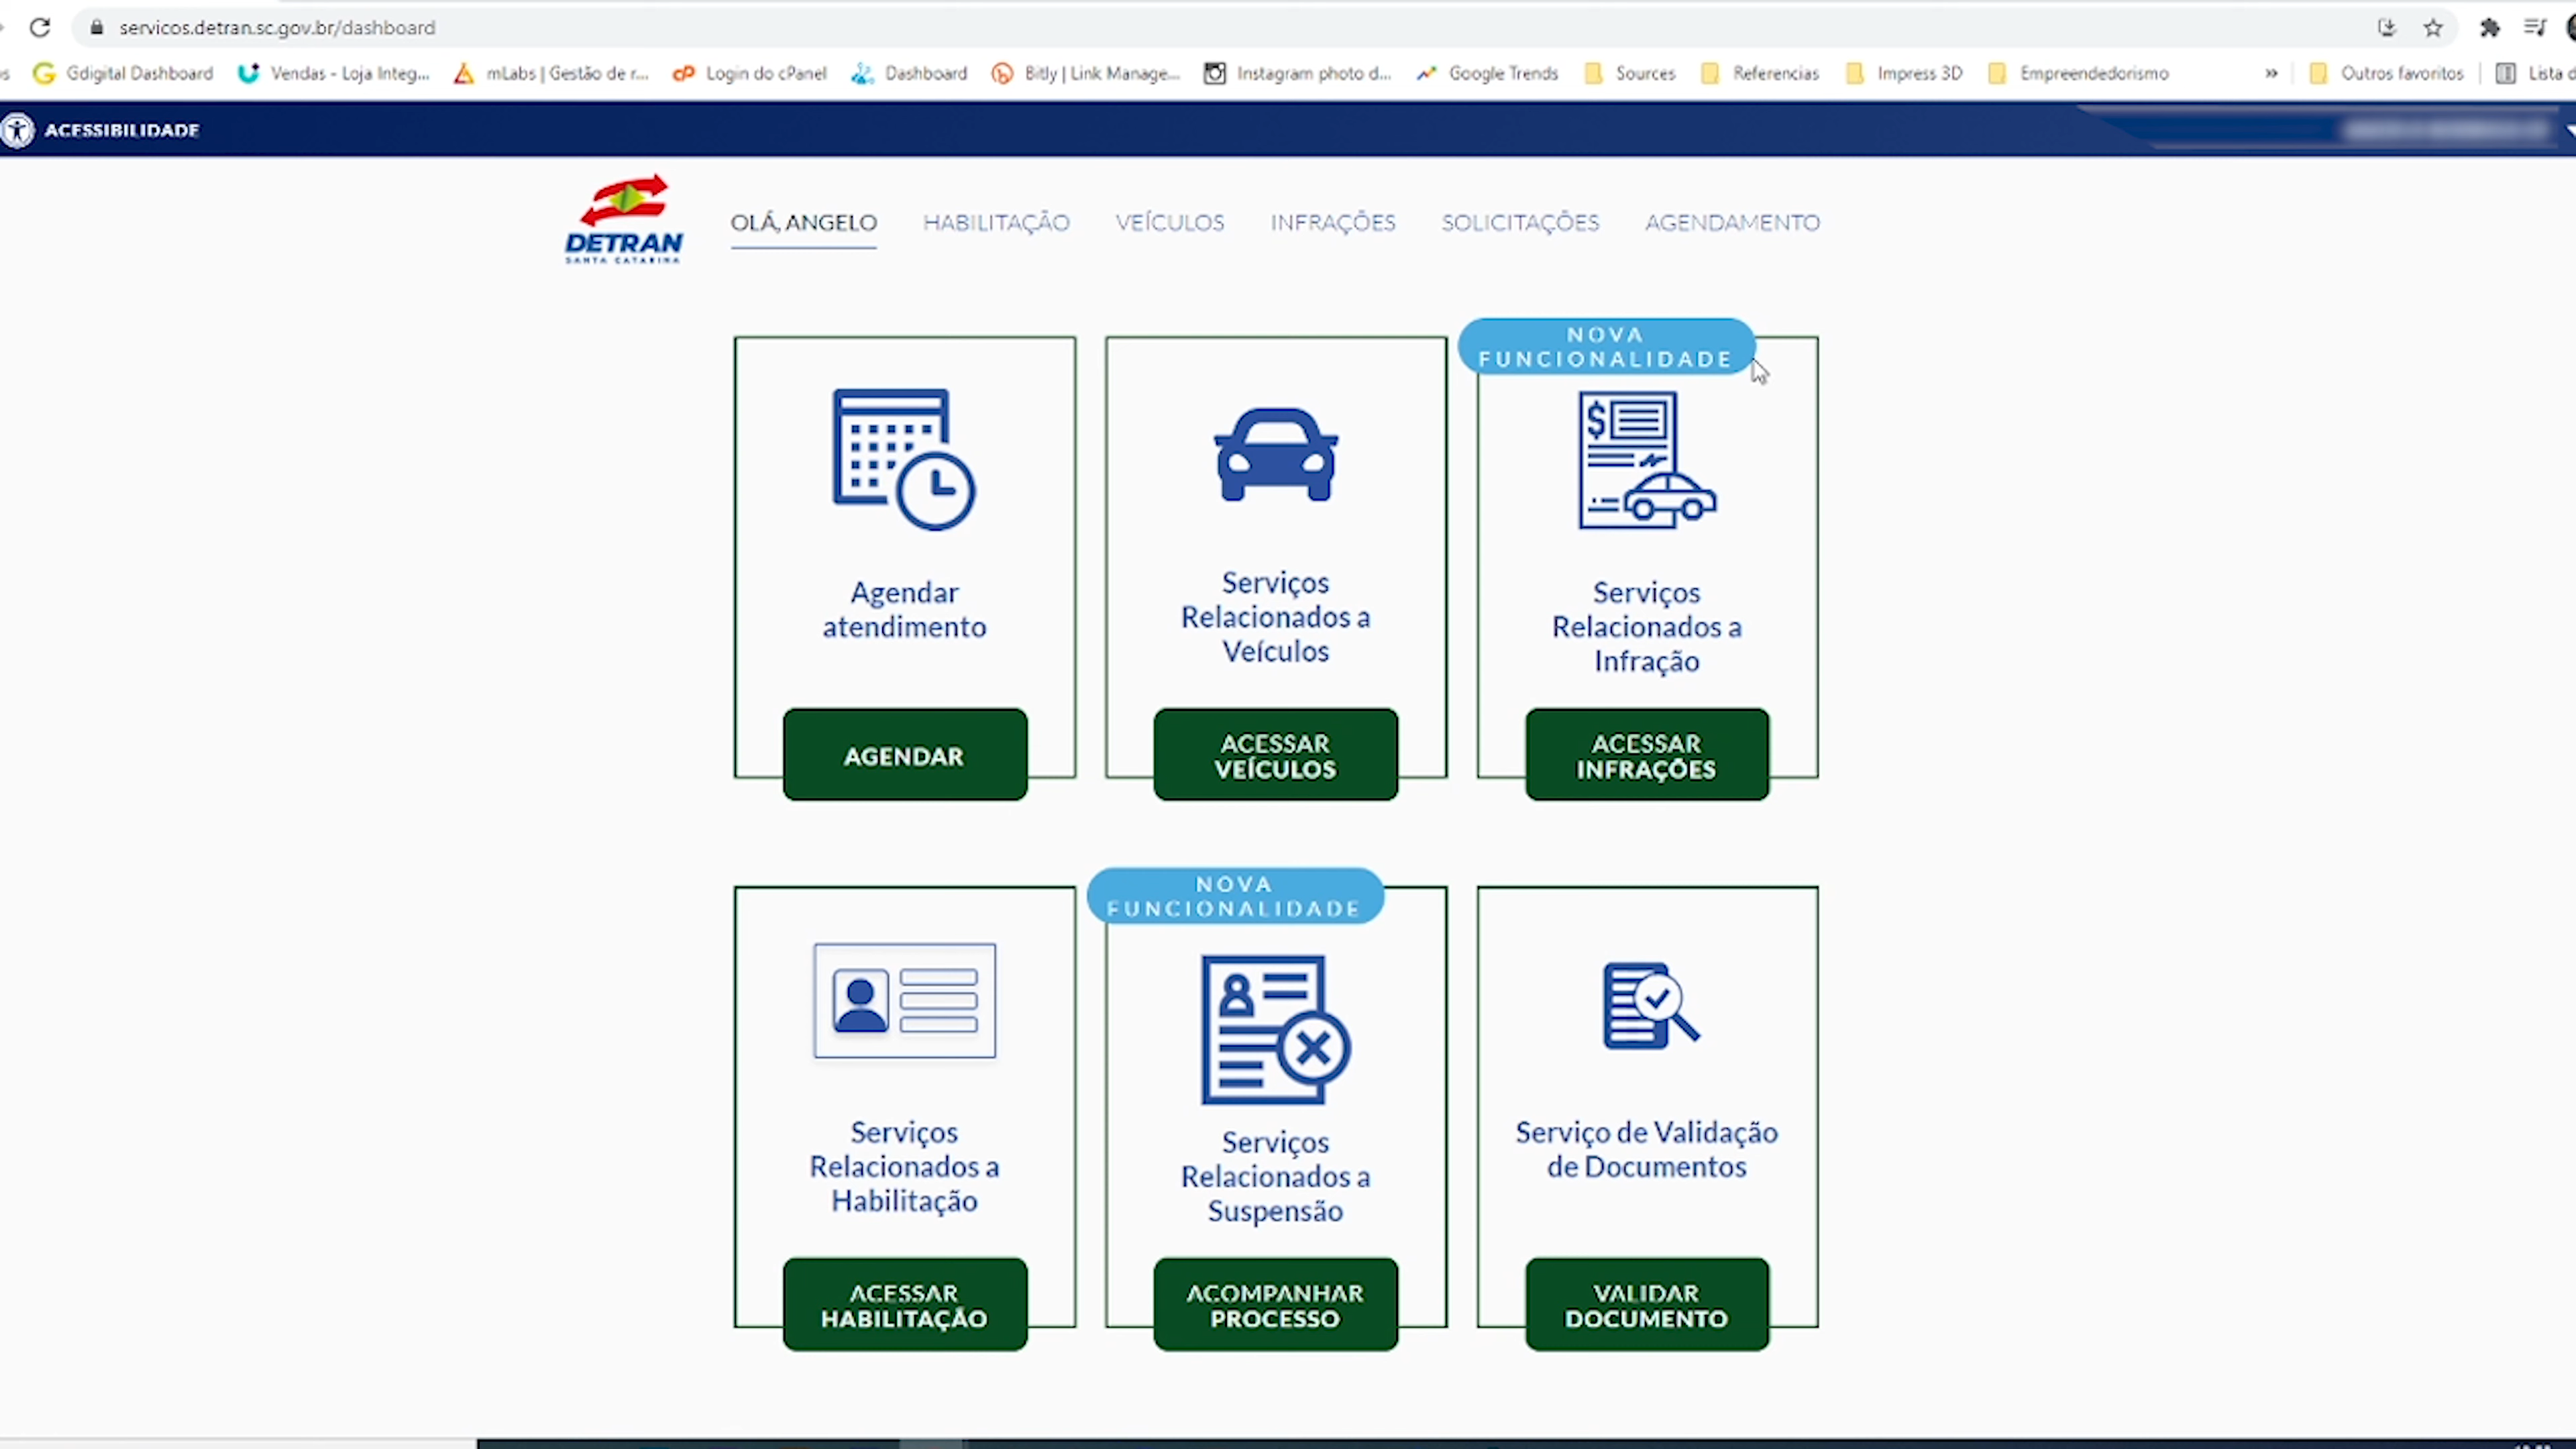 servicos.detran.sc.gov.br/dashboard
Gdigital Dashboard
Vendas - Loja Integ...
mLabs | Gestão de r...
cP Login do cPanel
Dashboard
Bitly | Link Manage...
Instagram photo d...
Google Trends
Sources
Referencias
Impress 3D
Empreendedorismo
»
Outros favoritos
Lista d
ACESSIBILIDADE
DETRAN
SANTA CATARINA
OLÁ, ANGELO
HABILITAÇÃO
VEÍCULOS
INFRAÇÕES
SOLICITAÇÕES
AGENDAMENTO
Agendar
atendimento
AGENDAR
Serviços
Relacionados a
Veículos
ACESSAR
VEÍCULOS
NOVA
FUNCIONALIDADE
$
Serviços
Relacionados a
Infração
ACESSAR
INFRAÇÕES
Serviços
Relacionados a
Habilitação
ACESSAR
HABILITAÇÃO
NOVA
FUNCIONALIDADE
Serviços
Relacionados a
Suspensão
ACOMPANHAR
PROCESSO
Serviço de Validação
de Documentos
VALIDAR
DOCUMENTO